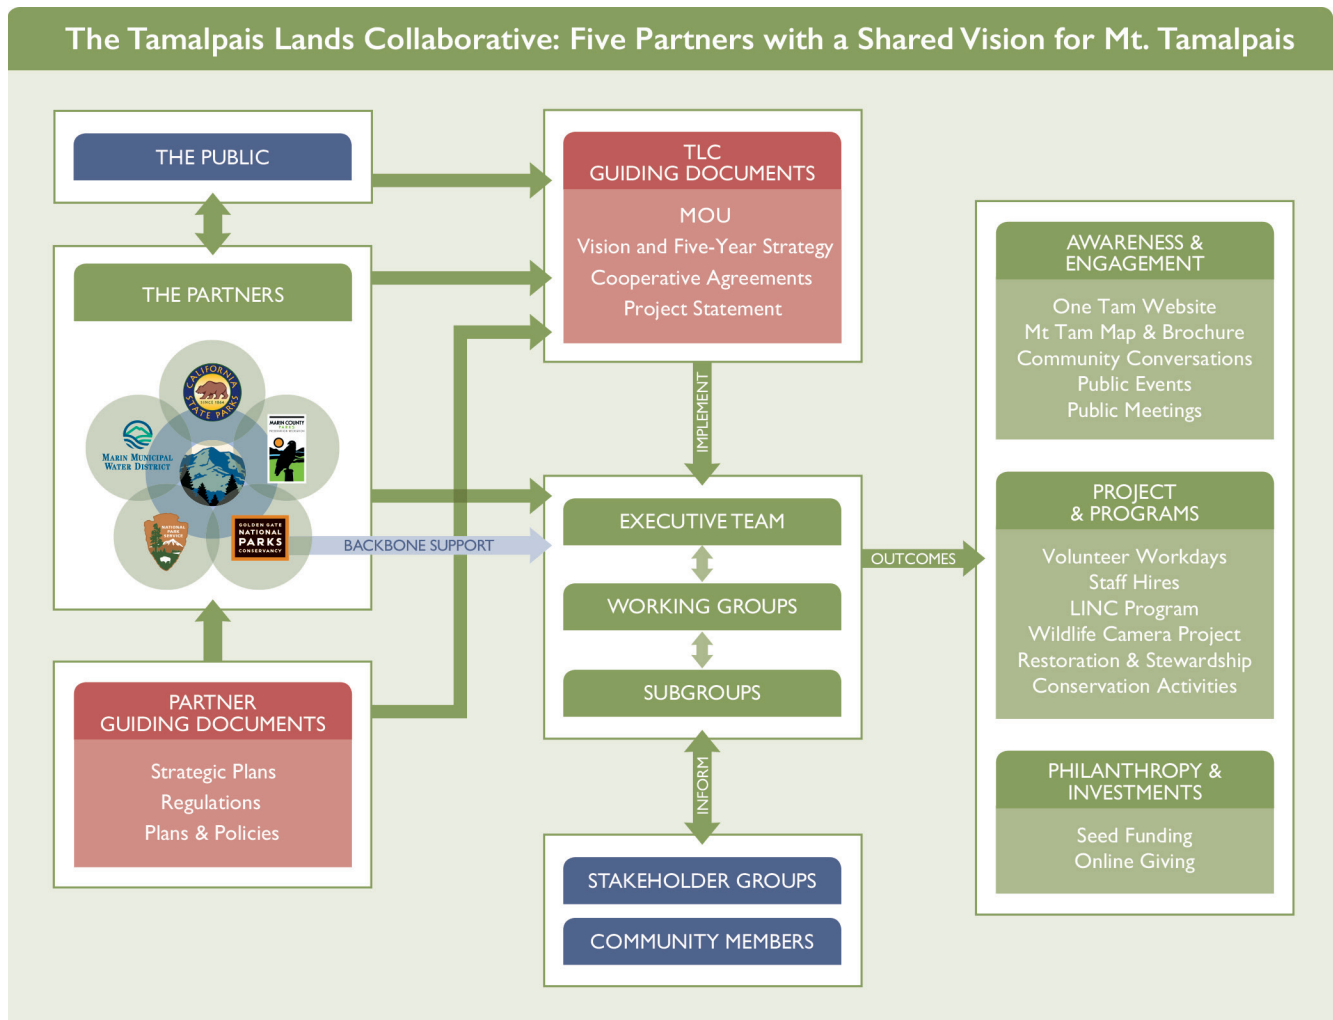 The Tamalpais Lands Collaborative: Five Partners with a Shared Vision for Mt. Tamalpais
THE PUBLIC
THE PARTNERS
CALIFORNIA
STATE PARKS
SINCE 1864
MARIN MUNICIPAL
WATER DISTRICT
MARIN COUNTY
PARKS
NATIONAL
PARK
SERVICE
GOLDEN GATE
NATIONAL
PARKS
CONSERVANCY
BACKBONE SUPPORT
PARTNER
GUIDING DOCUMENTS
Strategic Plans
Regulations
Plans & Policies
TLC
GUIDING DOCUMENTS
MOU
Vision and Five-Year Strategy
Cooperative Agreements
Project Statement
IMPLEMENT
EXECUTIVE TEAM
WORKING GROUPS
SUBGROUPS
INFORM
STAKEHOLDER GROUPS
COMMUNITY MEMBERS
OUTCOMES
AWARENESS &
ENGAGEMENT
One Tam Website
Mt Tam Map & Brochure
Community Conversations
Public Events
Public Meetings
PROJECT
& PROGRAMS
Volunteer Workdays
Staff Hires
LINC Program
Wildlife Camera Project
Restoration & Stewardship
Conservation Activities
PHILANTHROPY &
INVESTMENTS
Seed Funding
Online Giving